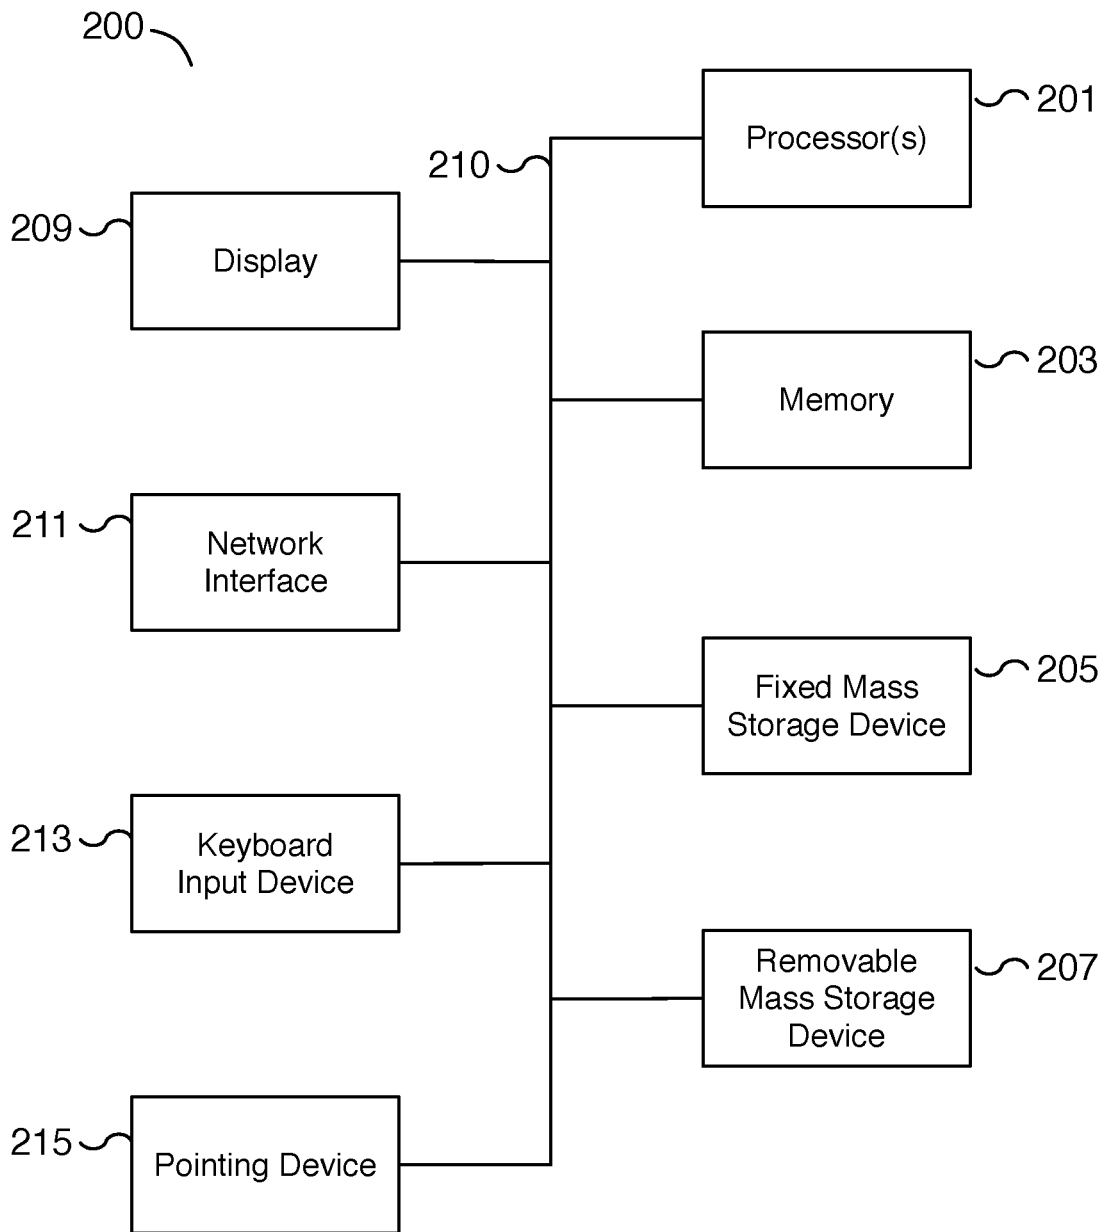 200
201
Processor(s)
210
209
Display
203
Memory
211
Network
Interface
205
Fixed Mass
Storage Device
213
Keyboard
Input Device
207
Removable
Mass Storage
Device
215
Pointing Device